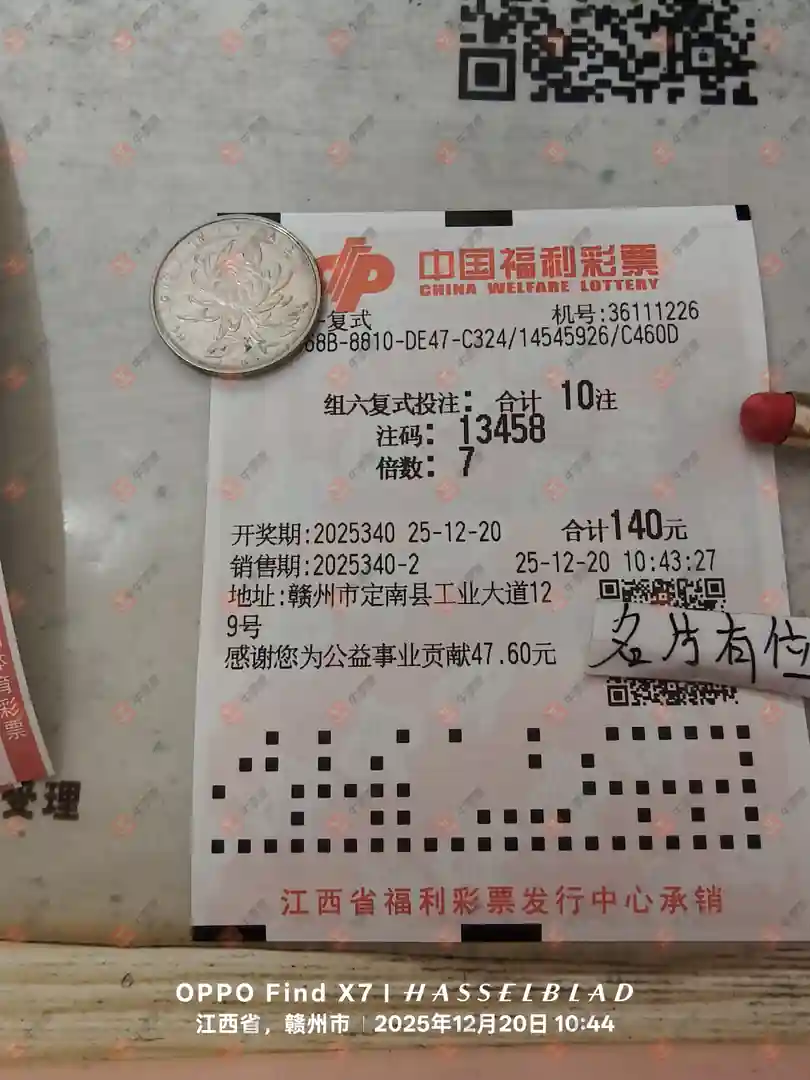 中国福利彩票
CHINA WELFARE LOTTERY
-复式 机号:36111226
68B-8810-DE47-C324/14545926/C460D
组六复式投注: 合计 10注
注码: 13458
倍数: 7
开奖期:2025340 25-12-20 合计140元
销售期:2025340-2 25-12-20 10:43:27
地址:赣州市定南县工业大道12
9号
名片有位
感谢您为公益事业贡献47.60元
育彩票
受理
江西省福利彩票发行中心承销
OPPO Find X7 | HASSELBLAD
江西省，赣州市 | 2025年12月20日 10:44